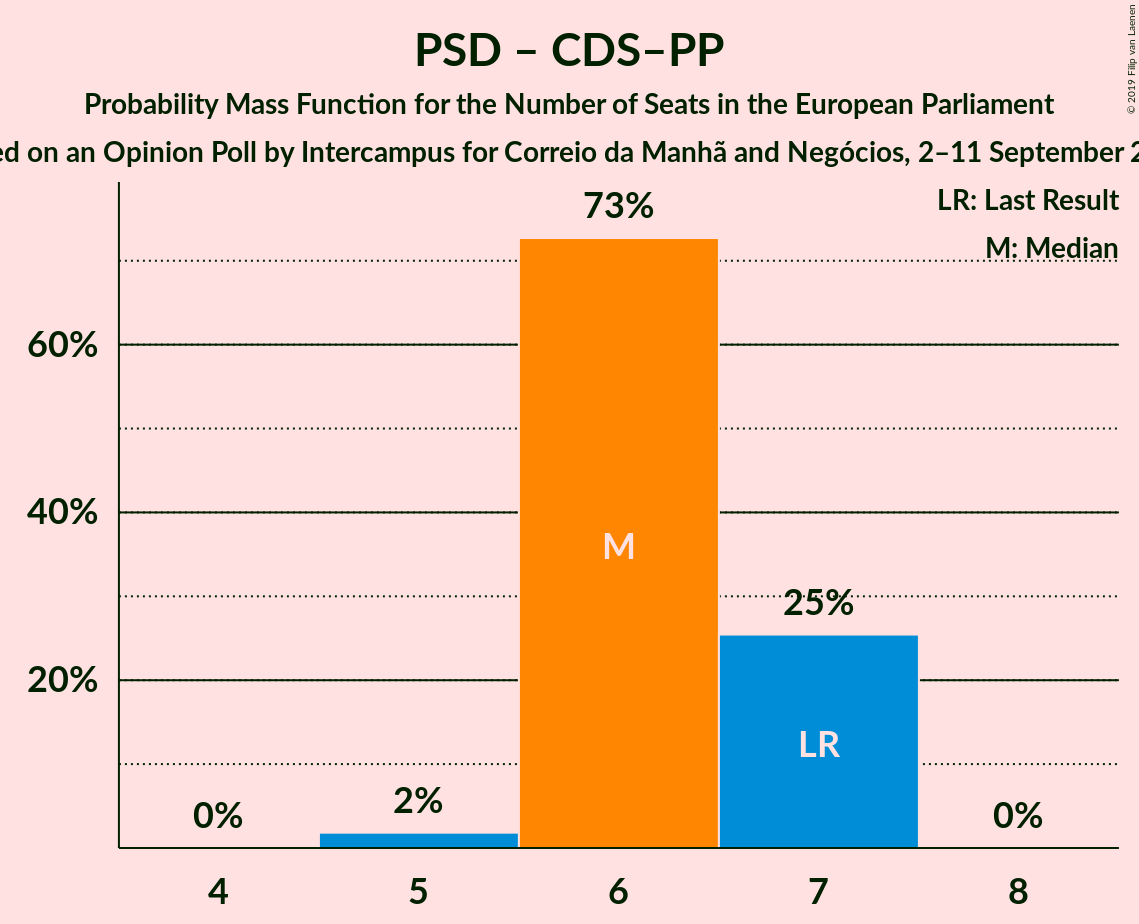 PSD – CDS–PP
Probability Mass Function for the Number of Seats in the European Parliament
on an Opinion Poll by Intercampus for Correio da Manhã and Negócios, 2–11 September
© 2019 Filip van Laenen
LR: Last Result
M: Median
73%
60%
40%
M
25%
20%
LR
2%
0%
0%
4 5 6 7 8